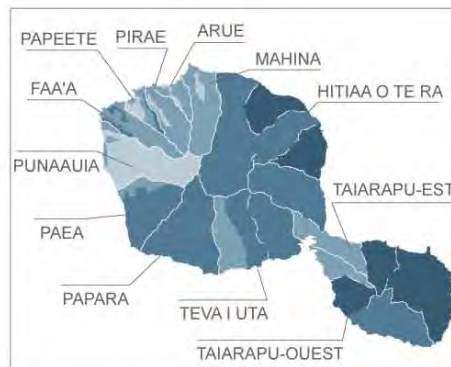 ARUE
PIRAE
PAPEETE
MAHINA
FAA'A
HITIAA O TE RA
PUNAAUIA
TAIARAPU-EST
PAEA
PAPARA
TEVA I UTA
TAIARAPU-OUEST